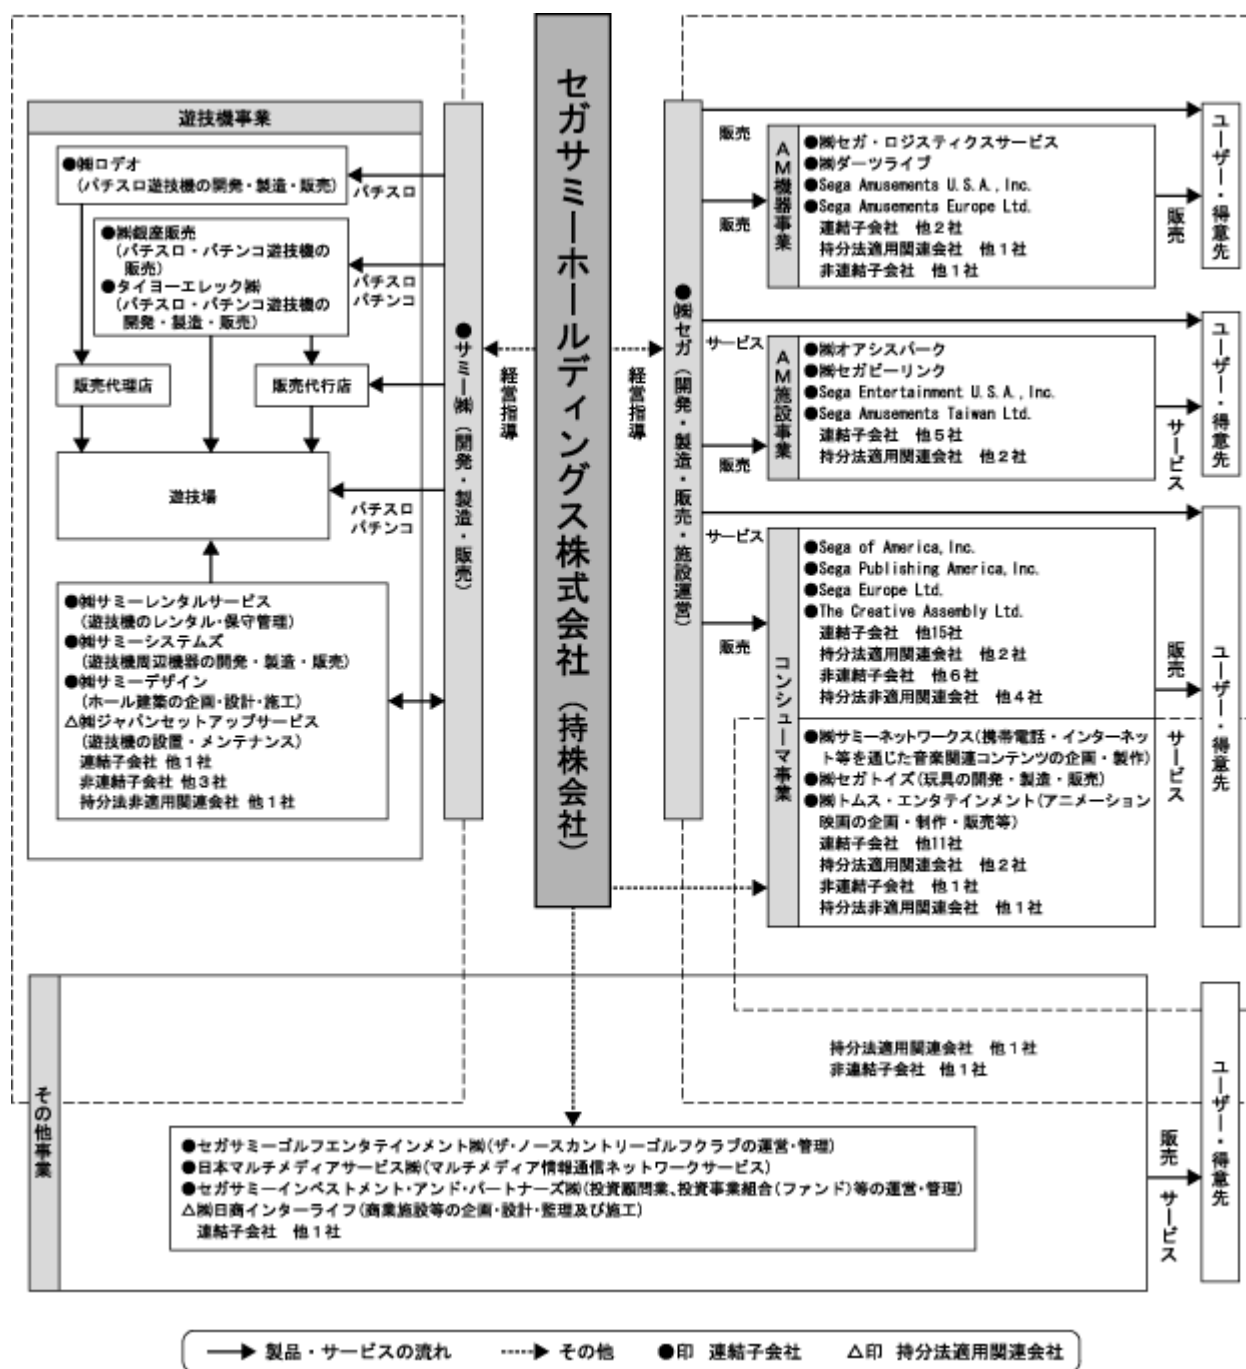 遊技機事業
●㈱ロデオ
(パチスロ遊技機の開発・製造・販売)
パチスロ
●㈱銀座販売
(パチスロ・パチンコ遊技機の
販売)
●タイヨーエレック㈱
(パチスロ・パチンコ遊技機の
開発・製造・販売)
パチスロ
パチンコ
販売代理店
販売代行店
遊技場
パチスロ
パチンコ
●㈱サミーレンタルサービス
(遊技機のレンタル・保守管理)
●㈱サミーシステムズ
(遊技機周辺機器の開発・製造・販売)
●㈱サミーデザイン
(ホール建築の企画・設計・施工)
△㈱ジャパンセットアップサービス
(遊技機の設置・メンテナンス)
連結子会社 他1社
非連結子会社 他3社
持分法非適用関連会社 他1社
●サミー㈱(開発・製造・販売)
経営指導
セガサミーホールディングス株式会社(持株会社)
経営指導
●㈱セガ(開発・製造・販売・施設運営)
販売
販売
AM機器事業
●㈱セガ・ロジスティクスサービス
●㈱ダーツライブ
●Sega Amusements U.S.A.,Inc.
●Sega Amusements Europe Ltd.
連結子会社 他2社
持分法適用関連会社 他1社
非連結子会社 他1社
販売
ユーザー・得意先
サービス
販売
AM施設事業
●㈱オアシスパーク
●㈱セガビーリンク
●Sega Entertainment U.S.A.,Inc.
●Sega Amusements Taiwan Ltd.
連結子会社 他5社
持分法適用関連会社 他2社
サービス
ユーザー・得意先
サービス
販売
コンシューマ事業
●Sega of America,Inc.
●Sega Publishing America,Inc.
●Sega Europe Ltd.
●The Creative Assembly Ltd.
連結子会社 他15社
持分法適用関連会社 他2社
非連結子会社 他6社
持分法非適用関連会社 他4社
●㈱サミーネットワークス(携帯電話・インターネッ
ト等を通じた音楽関連コンテンツの企画・製作)
●㈱セガトイズ(玩具の開発・製造・販売)
●㈱トムス・エンタテインメント(アニメーション
映画の企画・制作・販売等)
連結子会社 他11社
持分法適用関連会社 他2社
非連結子会社 他1社
持分法非適用関連会社 他1社
販売
サービス
ユーザー・得意先
その他事業
持分法適用関連会社 他1社
非連結子会社 他1社
●セガサミーゴルフエンタテインメント㈱(ザ・ノースカントリーゴルフクラブの運営・管理)
●日本マルチメディアサービス㈱(マルチメディア情報通信ネットワークサービス)
●セガサミーインベストメント・アンド・パートナーズ㈱(投資顧問業、投資事業組合(ファンド)等の運営・管理)
△㈱日商インターライフ(商業施設等の企画・設計・監理及び施工)
連結子会社 他1社
販売
サービス
ユーザー・得意先
製品・サービスの流れ
その他
●印 連結子会社
△印 持分法適用関連会社